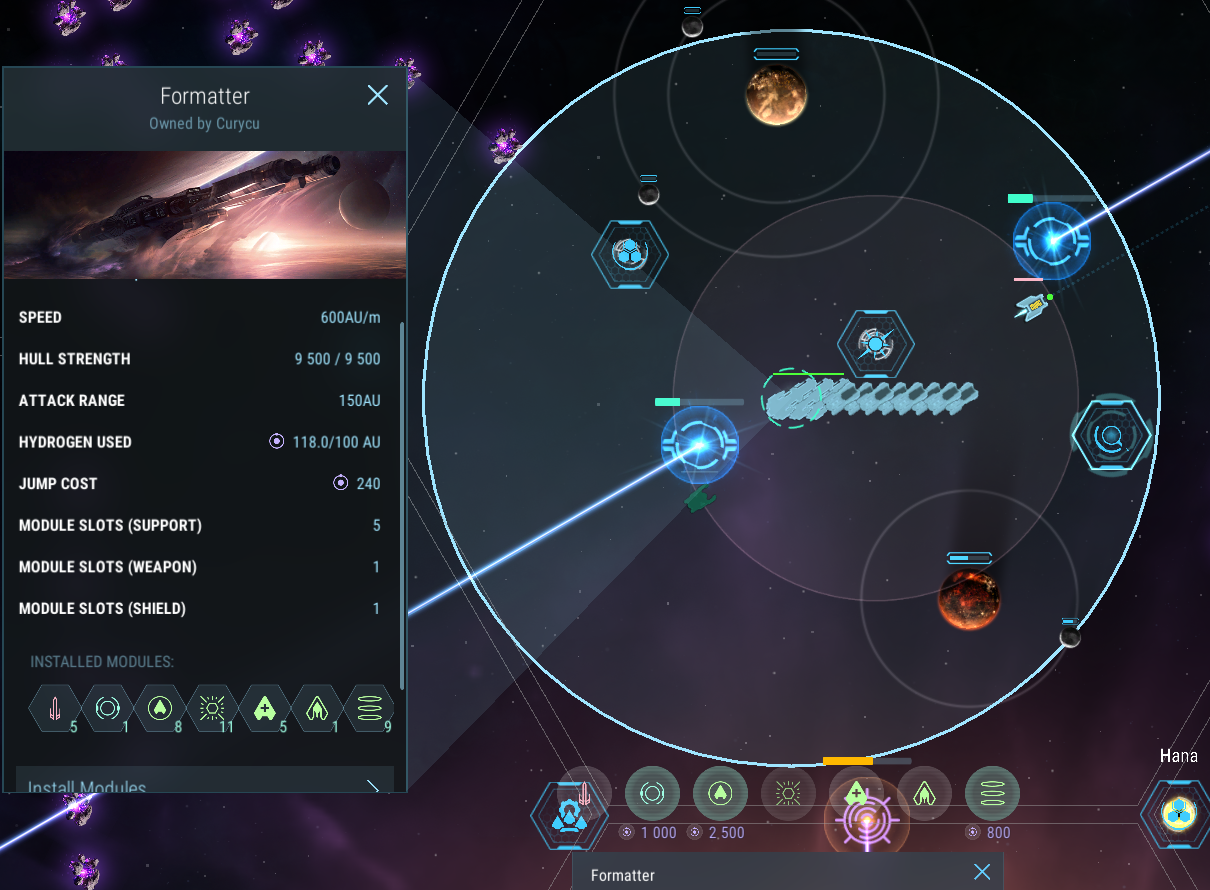 Formatter
Owned by Curycu
SPEED 600AU/m
HULL STRENGTH 9 500 / 9 500
ATTACK RANGE 150AU
HYDROGEN USED 118.0/100 AU
JUMP COST 240
MODULE SLOTS (SUPPORT) 5
MODULE SLOTS (WEAPON) 1
MODULE SLOTS (SHIELD) 1
INSTALLED MODULES:
5 1 8 11 5 1 9
Install Modules
Hana
1 000 2,500 800
Formatter